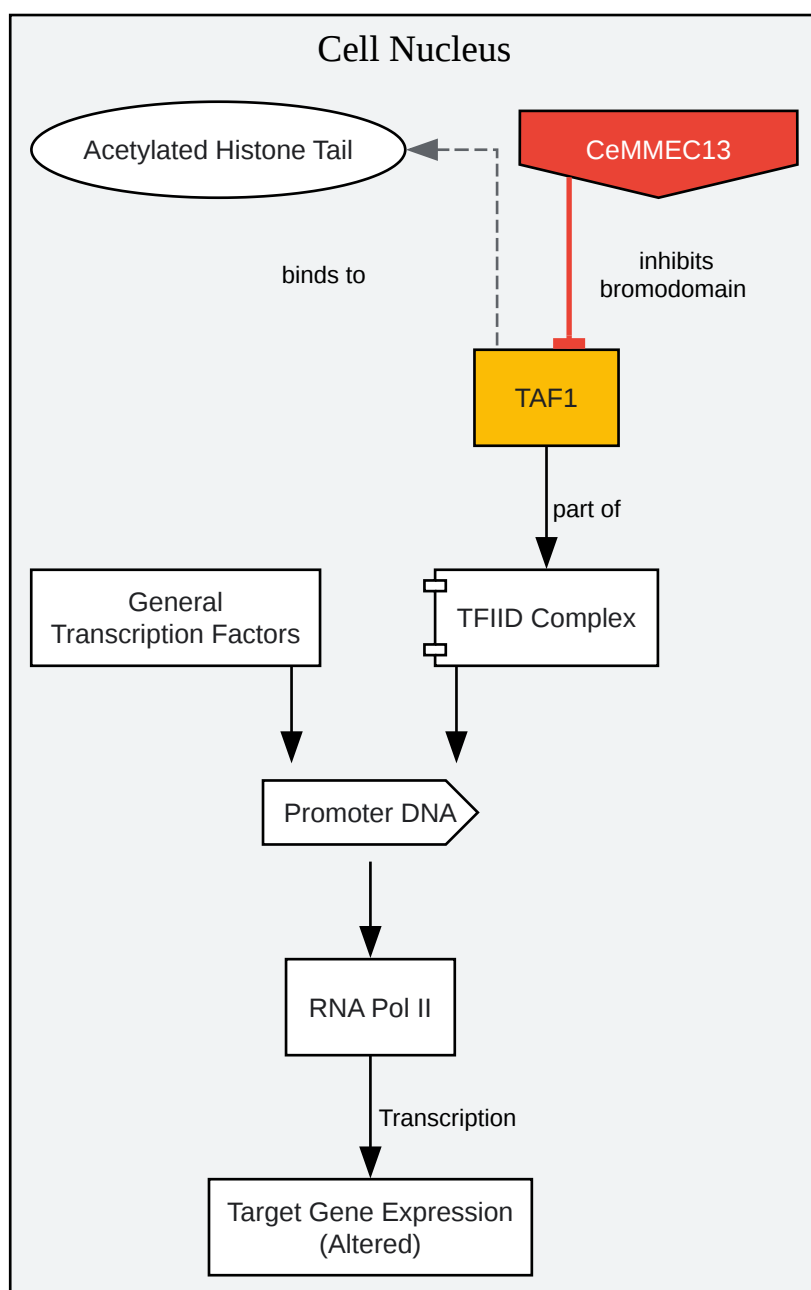 Cell Nucleus
Acetylated Histone Tail
CeMMEC13
binds to
inhibits
bromodomain
TAF1
part of
General
Transcription Factors
TFIID Complex
Promoter DNA
RNA Pol II
Transcription
Target Gene Expression
(Altered)